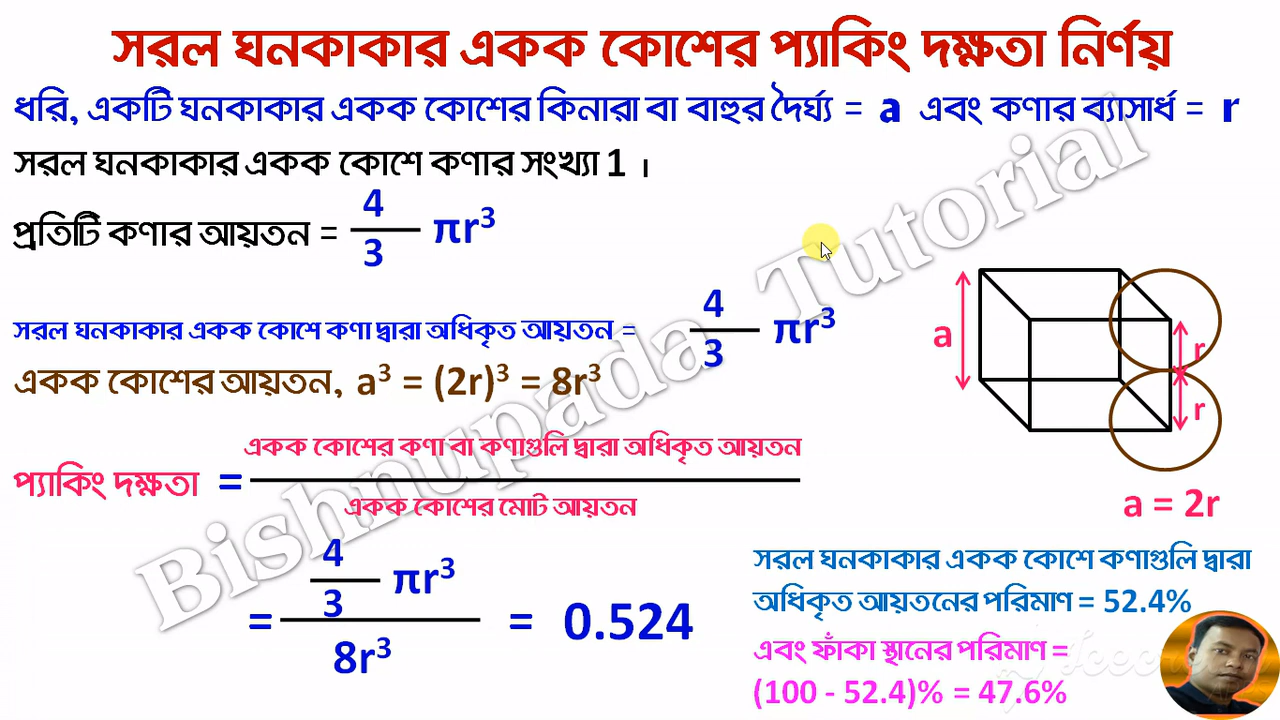 সরল ঘনকাকার একক কোশের প্যাকিং দক্ষতা নির্ণয়
ধরি, একটি ঘনকাকার একক কোশের কিনারা বা বাহুর দৈর্ঘ্য = a এবং কণার ব্যাসার্ধ = r
সরল ঘনকাকার একক কোশে কণার সংখ্যা 1 ।
প্রতিটি কণার আয়তন = 4/3 πr³
সরল ঘনকাকার একক কোশে কণা দ্বারা অধিকৃত আয়তন = 4/3 πr³
একক কোশের আয়তন, a³ = (2r)³ = 8r³
a
r
r
a = 2r
একক কোশের কণা বা কণাগুলি দ্বারা অধিকৃত আয়তন
প্যাকিং দক্ষতা =
একক কোশের মোট আয়তন
= 4/3 πr³ / 8r³ = 0.524
সরল ঘনকাকার একক কোশে কণাগুলি দ্বারা
অধিকৃত আয়তনের পরিমাণ = 52.4%
এবং ফাঁকা স্থানের পরিমাণ =
(100 - 52.4)% = 47.6%
Bishnupada Tutorial